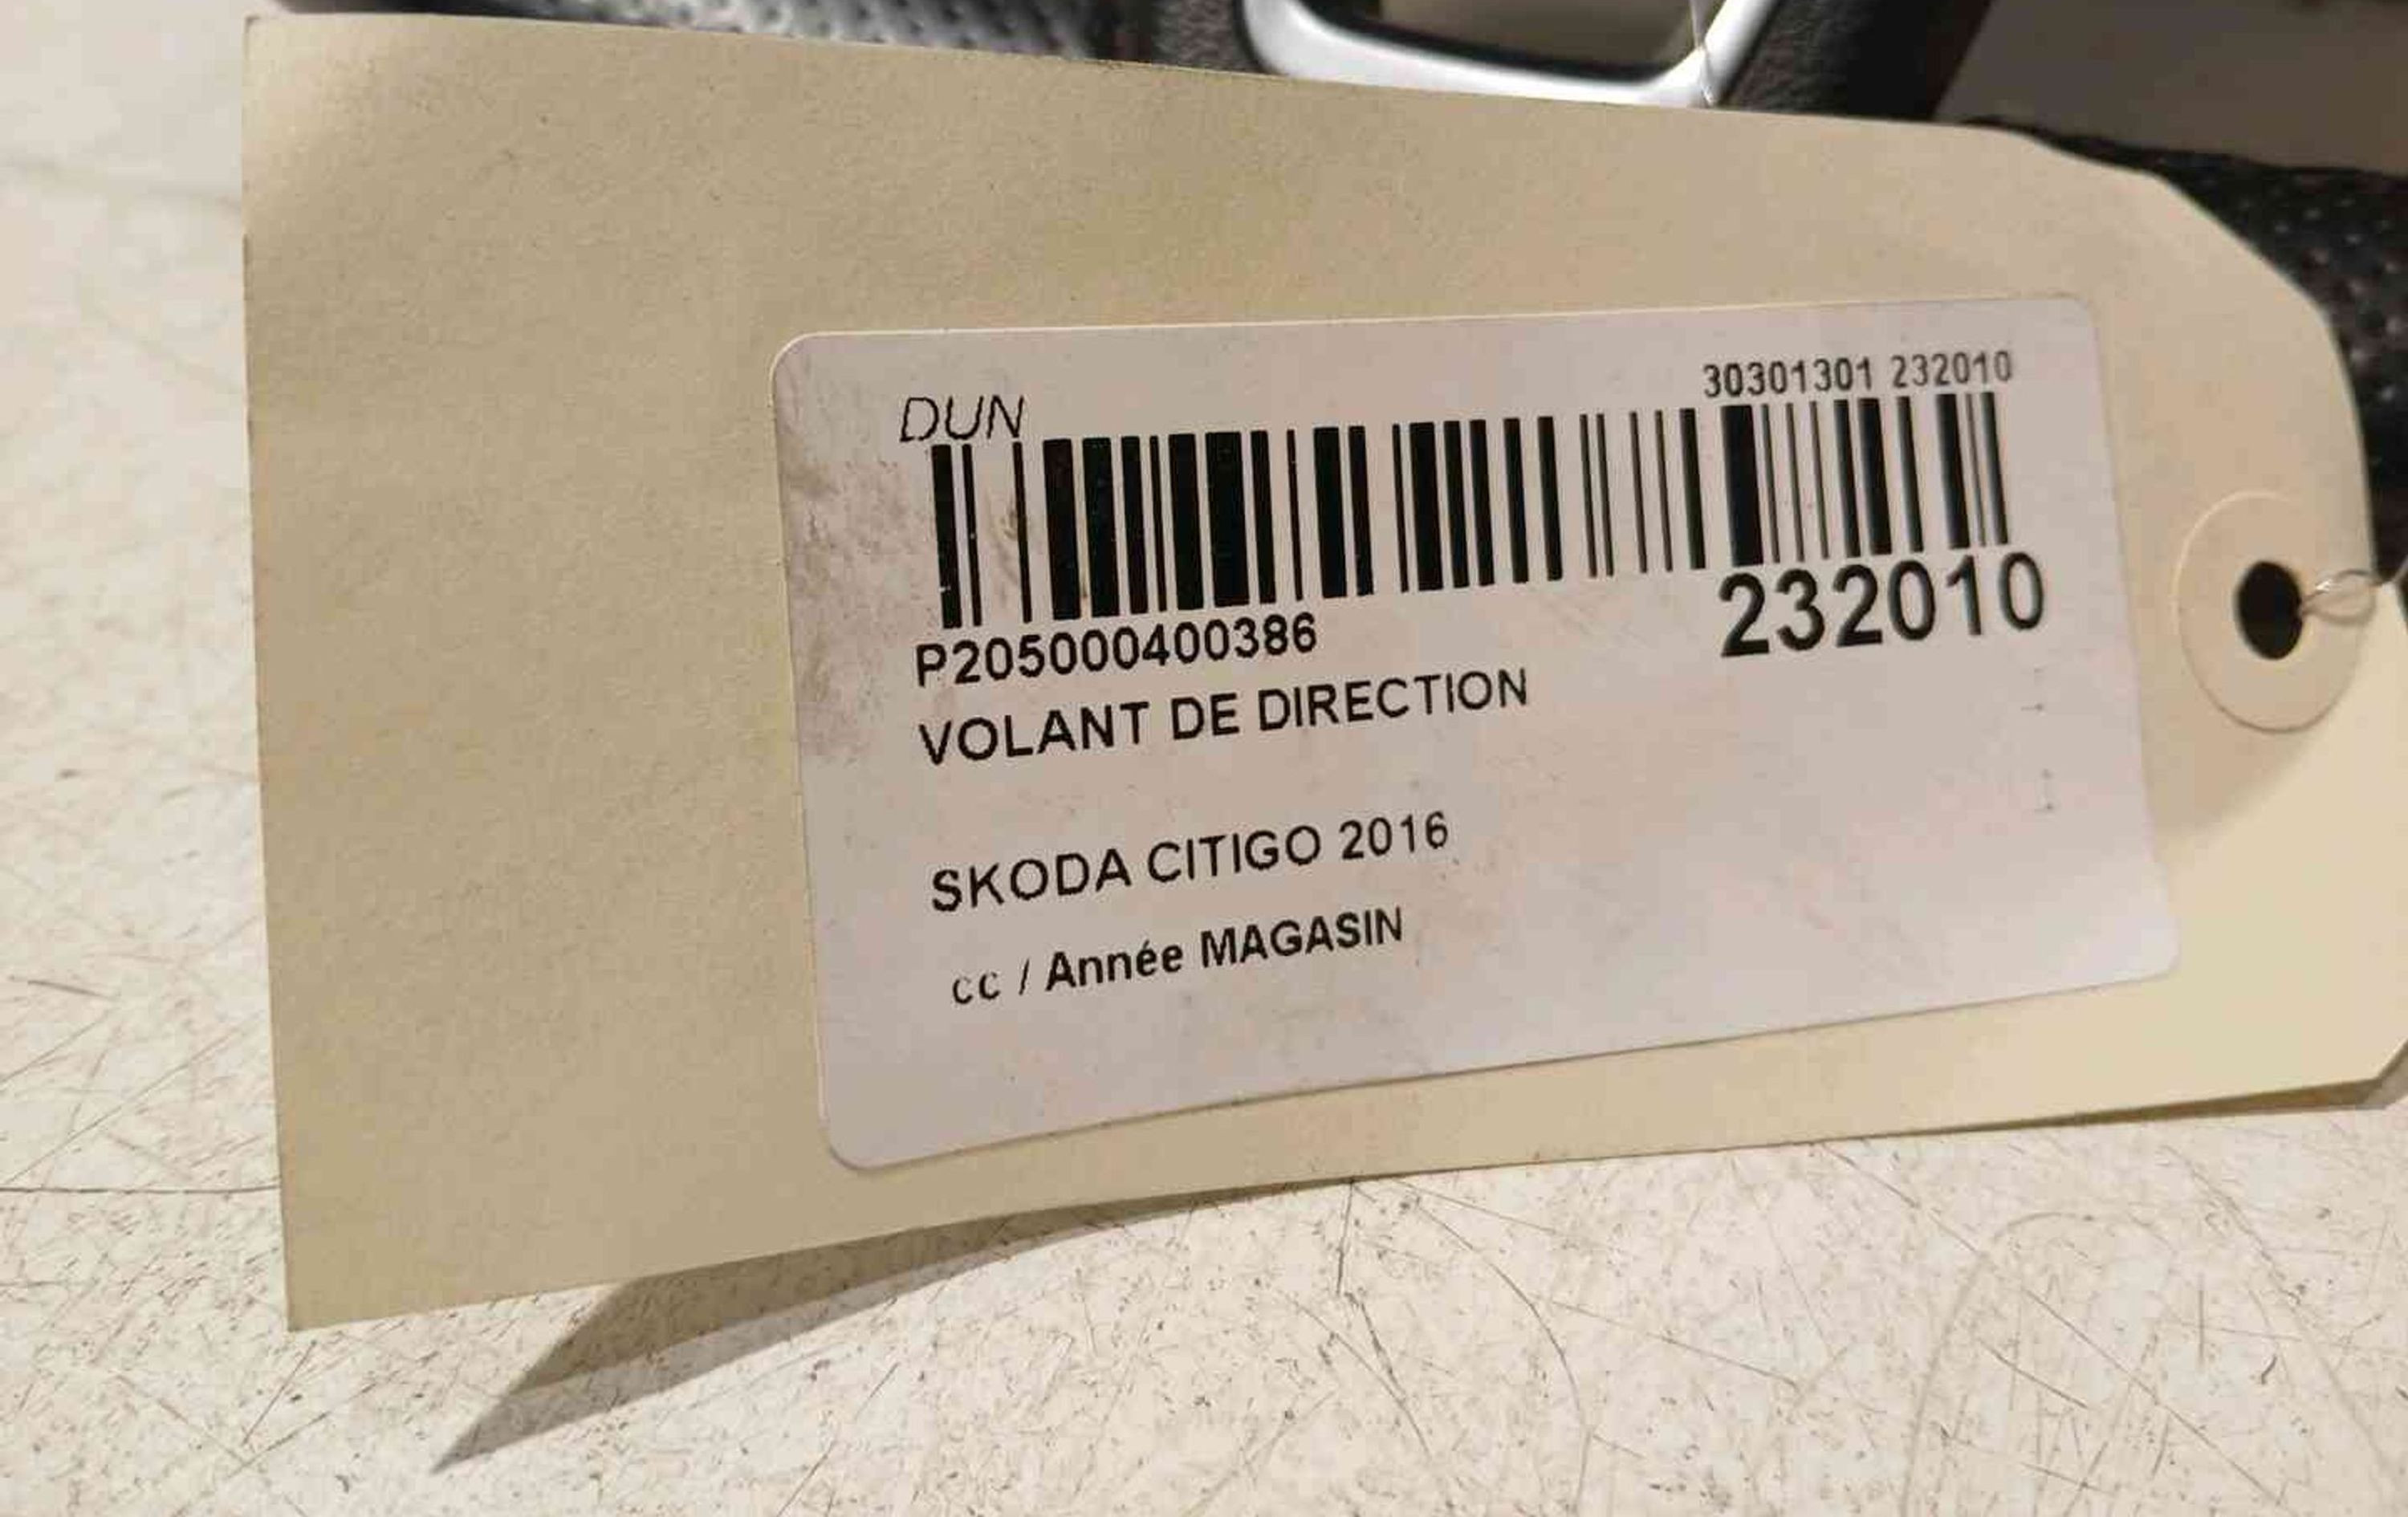 DUN
30301301 232010
P205000400386
232010
VOLANT DE DIRECTION
SKODA CITIGO 2016
cc / Année MAGASIN